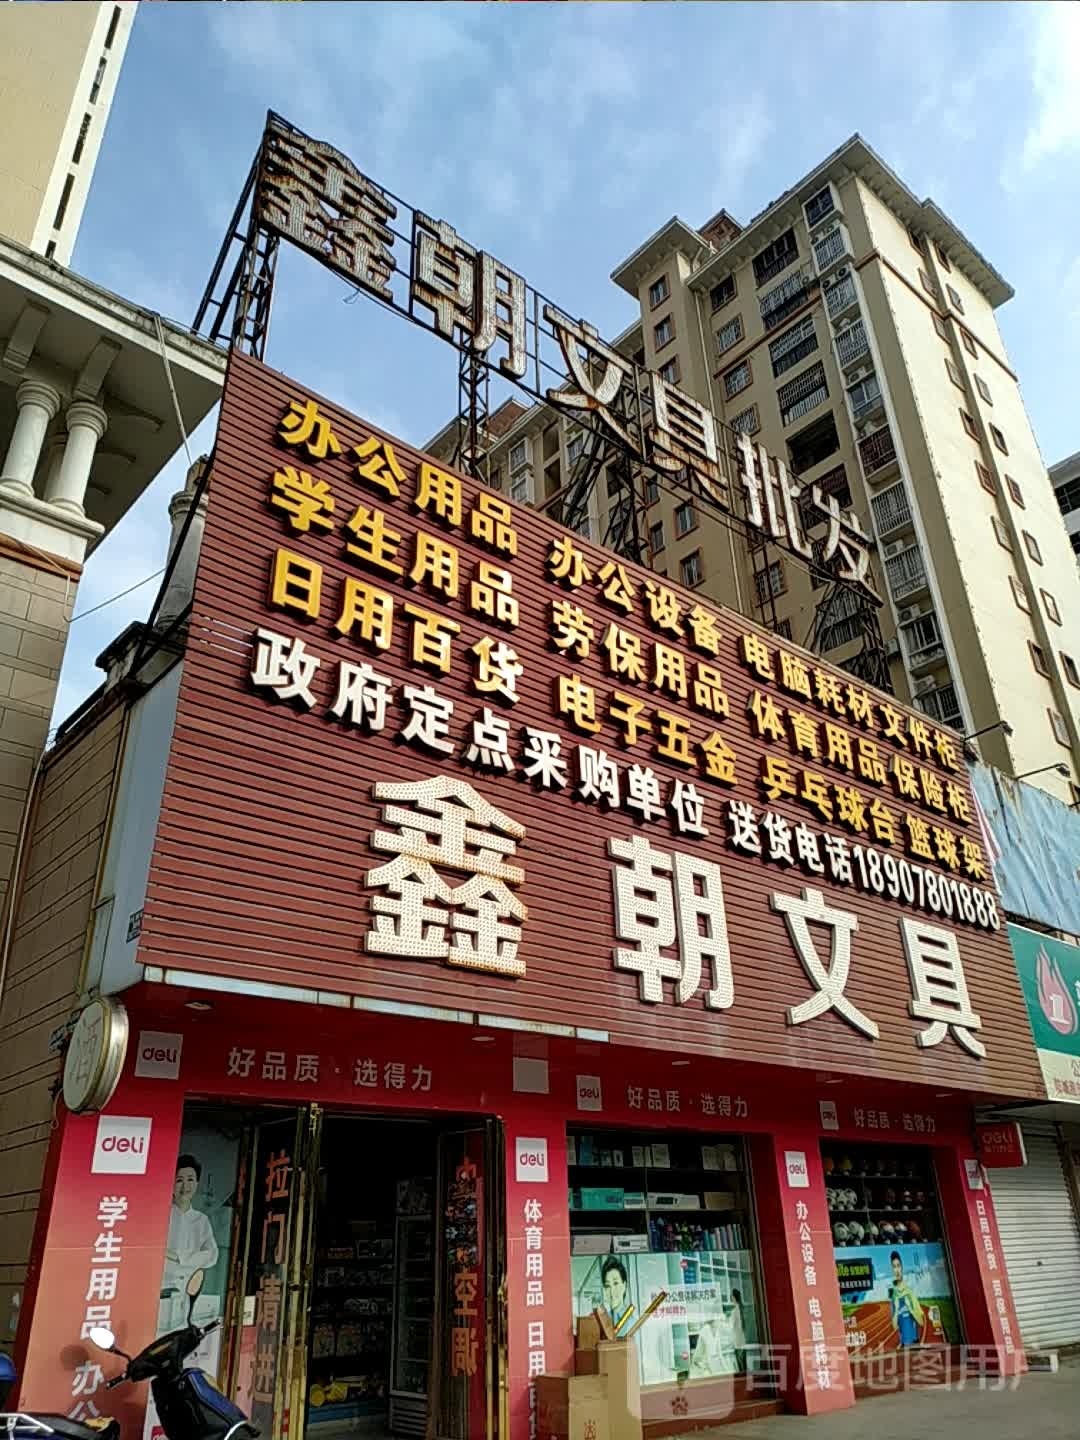 鑫朝文具批发
办公用品 办公设备 电脑耗材 文件柜
学生用品 劳保用品 体育用品 保险柜
日用百货 电子五金 乒乓球台 篮球架
政府定点采购单位 送货电话18907801888
鑫朝文具
deli 好品质·选得力
deli 好品质·选得力
deli 好品质·选得力
deli
学生用品 办公
拉门请进
内有空调
deli
体育用品 日用百货
deli
办公设备 电脑耗材
deli
deli
日用百货 劳保用品
百度地图用户